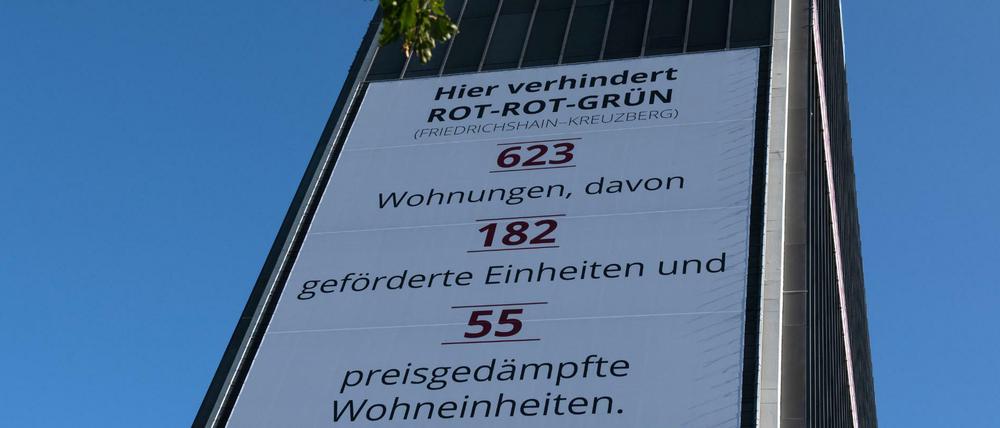 Hier verhindert
ROT-ROT-GRÜN
(FRIEDRICHSHAIN–KREUZBERG)
623
Wohnungen, davon
182
geförderte Einheiten und
55
preisgedämpfte
Wohneinheiten.